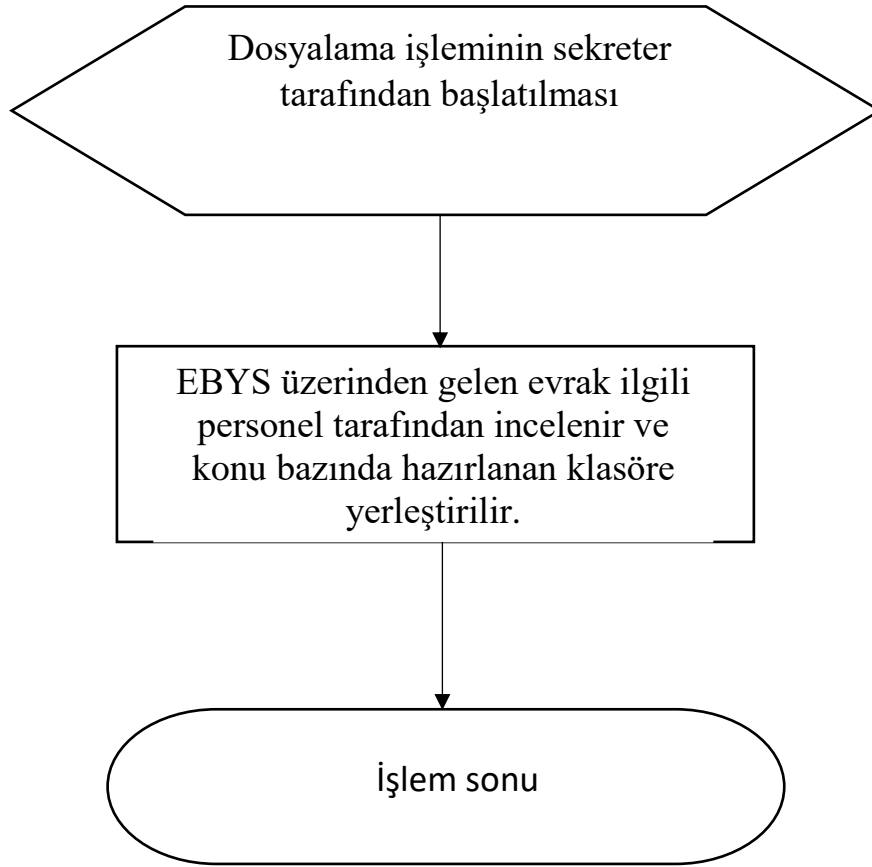 Dosyalama işleminin sekreter
tarafından başlatılması
EBYS üzerinden gelen evrak ilgili
personel tarafından incelenir ve
konu bazında hazırlanan klasöre
yerleştirilir.
İşlem sonu